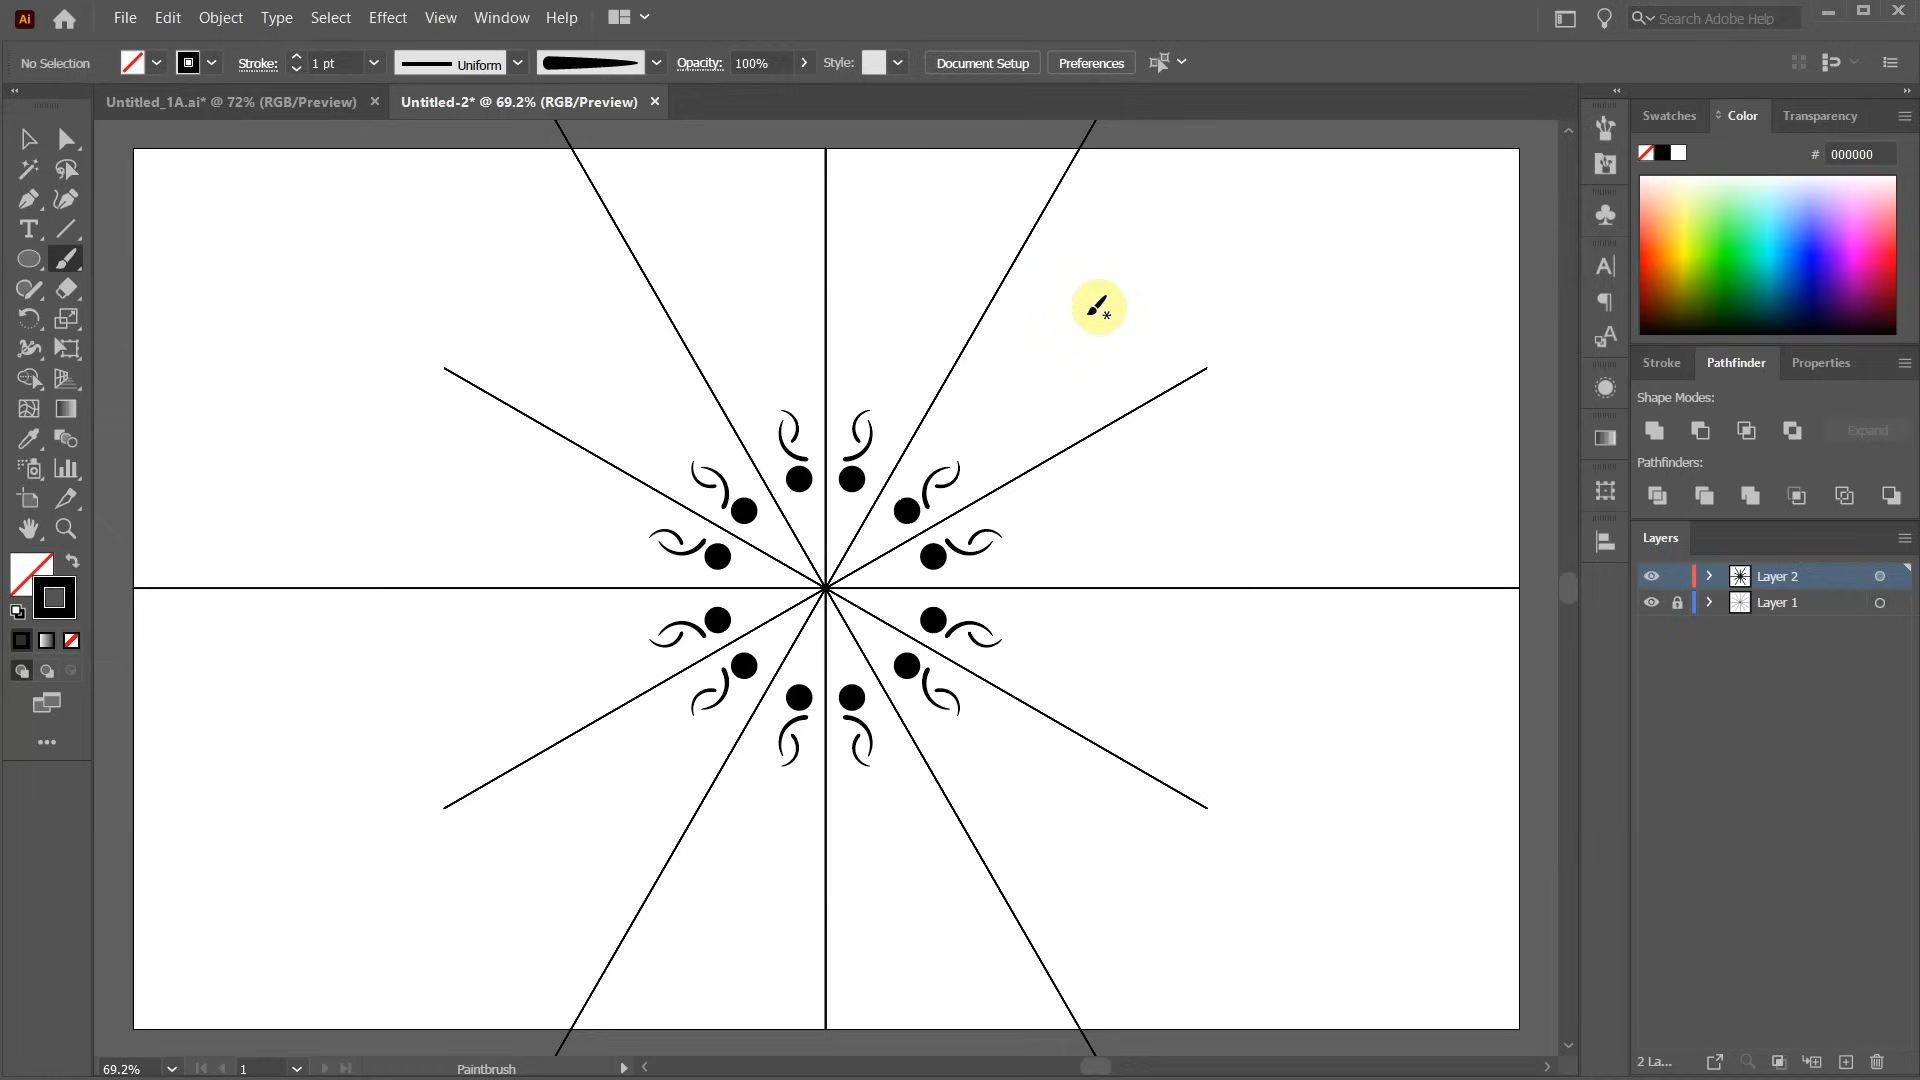 Ai File Edit Object Type Select Effect View Window Help Search Adobe Help
No Selection Stroke: 1 pt Uniform Opacity: 100% Style: Document Setup Preferences
Untitled_1A.ai* @ 72% (RGB/Preview) Untitled-2* @ 69.2% (RGB/Preview)
Swatches Color Transparency
# 000000
Stroke Pathfinder Properties
Shape Modes:
Expand
Pathfinders:
Layers
Layer 2
Layer 1
2 La...
69.2% 1 Paintbrush